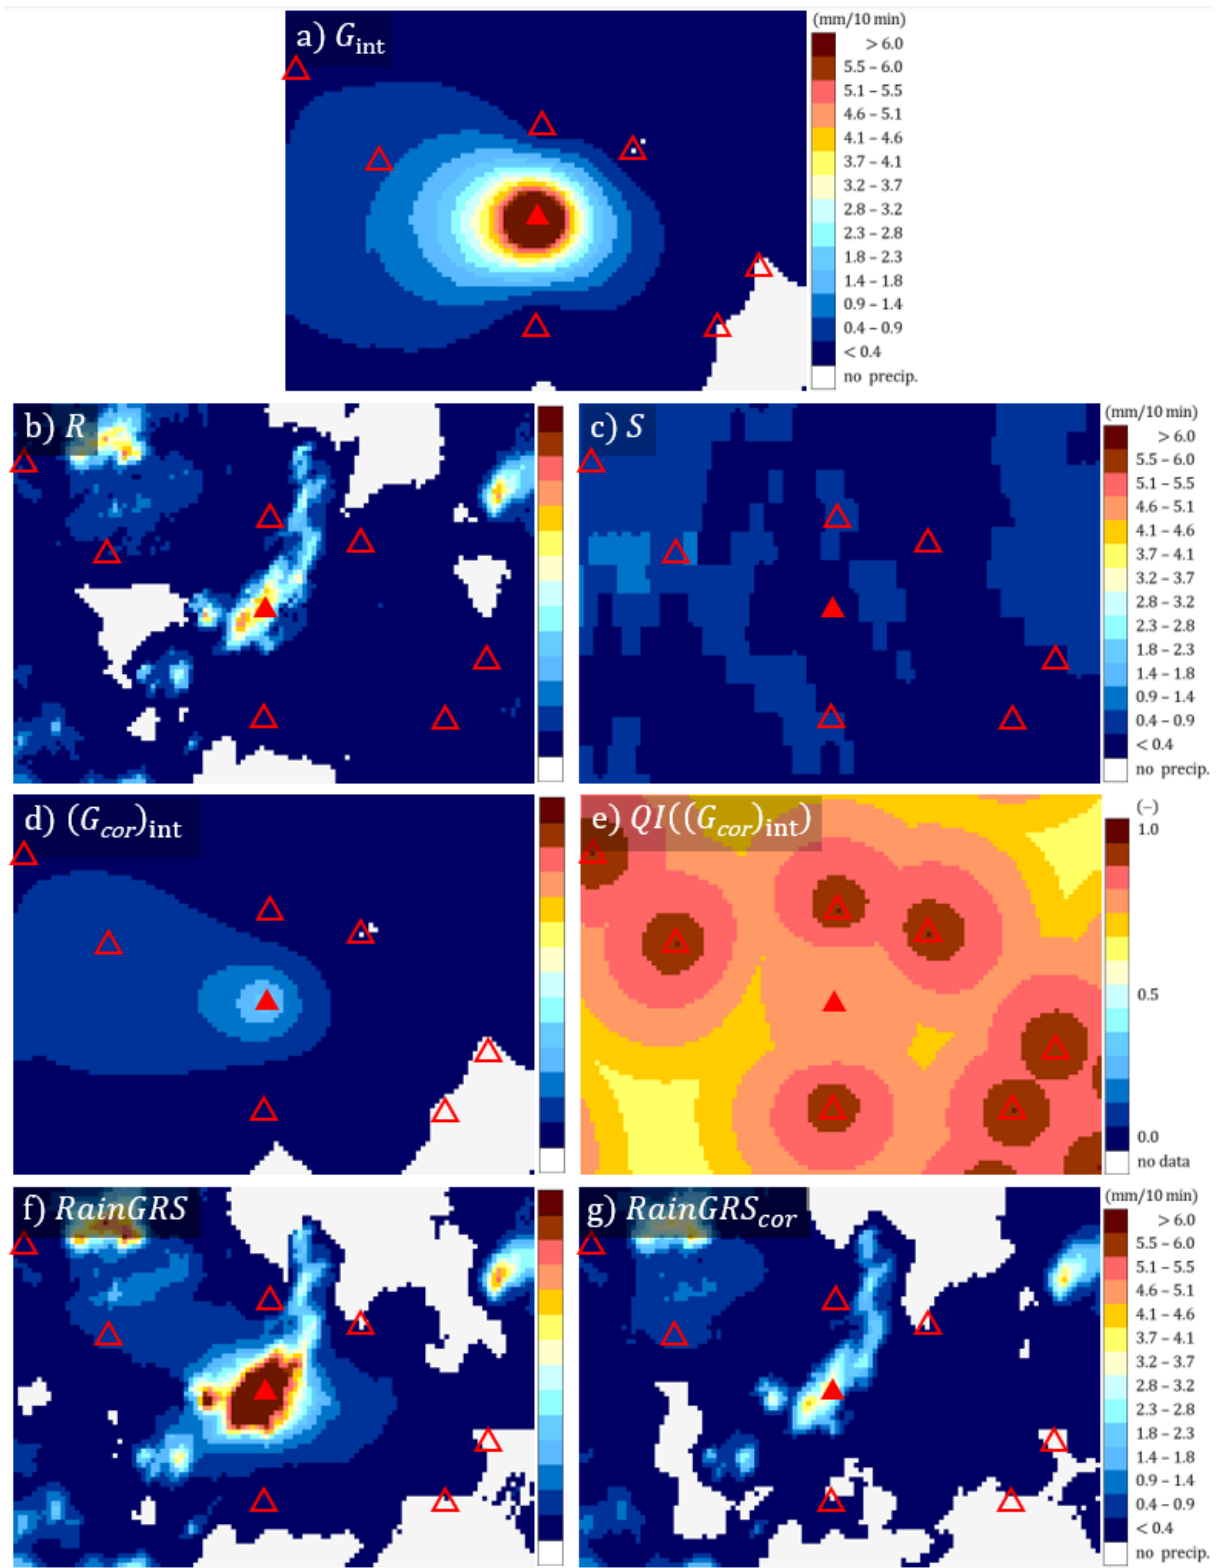 a) G_int
(mm/10 min)
> 6.0
5.5 – 6.0
5.1 – 5.5
4.6 – 5.1
4.1 – 4.6
3.7 – 4.1
3.2 – 3.7
2.8 – 3.2
2.3 – 2.8
1.8 – 2.3
1.4 – 1.8
0.9 – 1.4
0.4 – 0.9
< 0.4
no precip.
b) R
c) S
(mm/10 min)
> 6.0
5.5 – 6.0
5.1 – 5.5
4.6 – 5.1
4.1 – 4.6
3.7 – 4.1
3.2 – 3.7
2.8 – 3.2
2.3 – 2.8
1.8 – 2.3
1.4 – 1.8
0.9 – 1.4
0.4 – 0.9
< 0.4
no precip.
d) (G_cor)_int
e) QI((G_cor)_int)
(–)
1.0
0.5
0.0
no data
f) RainGRS
g) RainGRS_cor
(mm/10 min)
> 6.0
5.5 – 6.0
5.1 – 5.5
4.6 – 5.1
4.1 – 4.6
3.7 – 4.1
3.2 – 3.7
2.8 – 3.2
2.3 – 2.8
1.8 – 2.3
1.4 – 1.8
0.9 – 1.4
0.4 – 0.9
< 0.4
no precip.